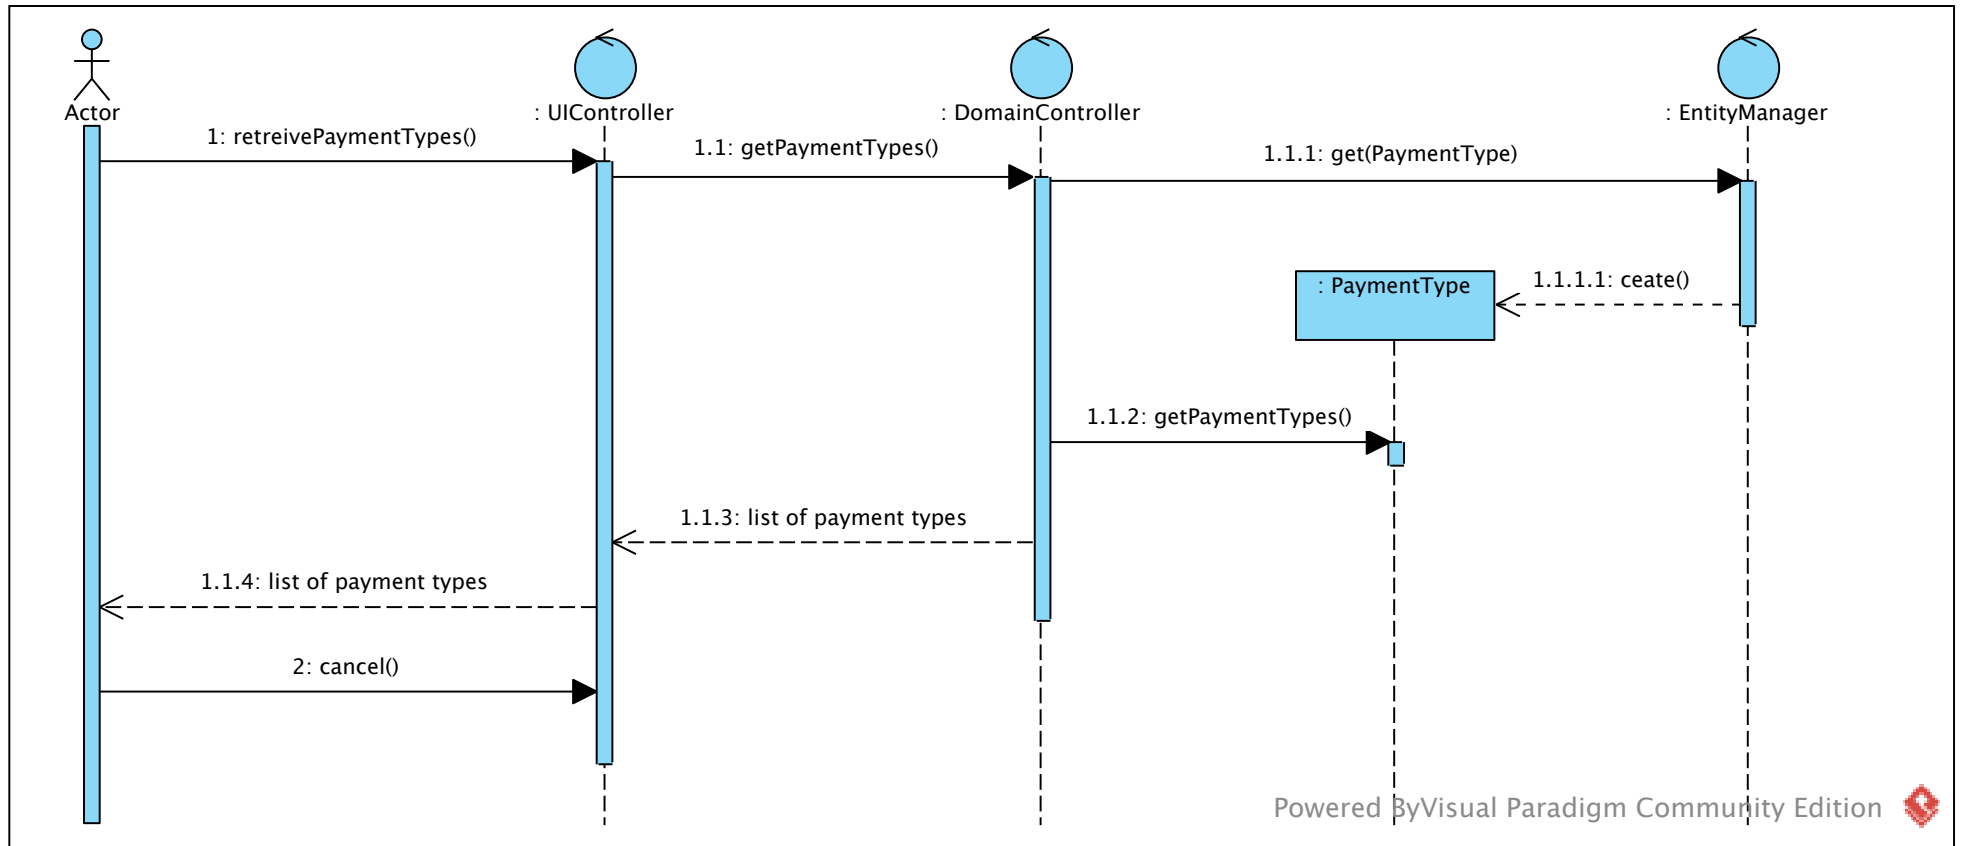 Actor
: UIController
: DomainController
: EntityManager
1: retreivePaymentTypes()
1.1: getPaymentTypes()
1.1.1: get(PaymentType)
: PaymentType
1.1.1.1: ceate()
1.1.2: getPaymentTypes()
1.1.3: list of payment types
1.1.4: list of payment types
2: cancel()
Powered ByVisual Paradigm Community Edition